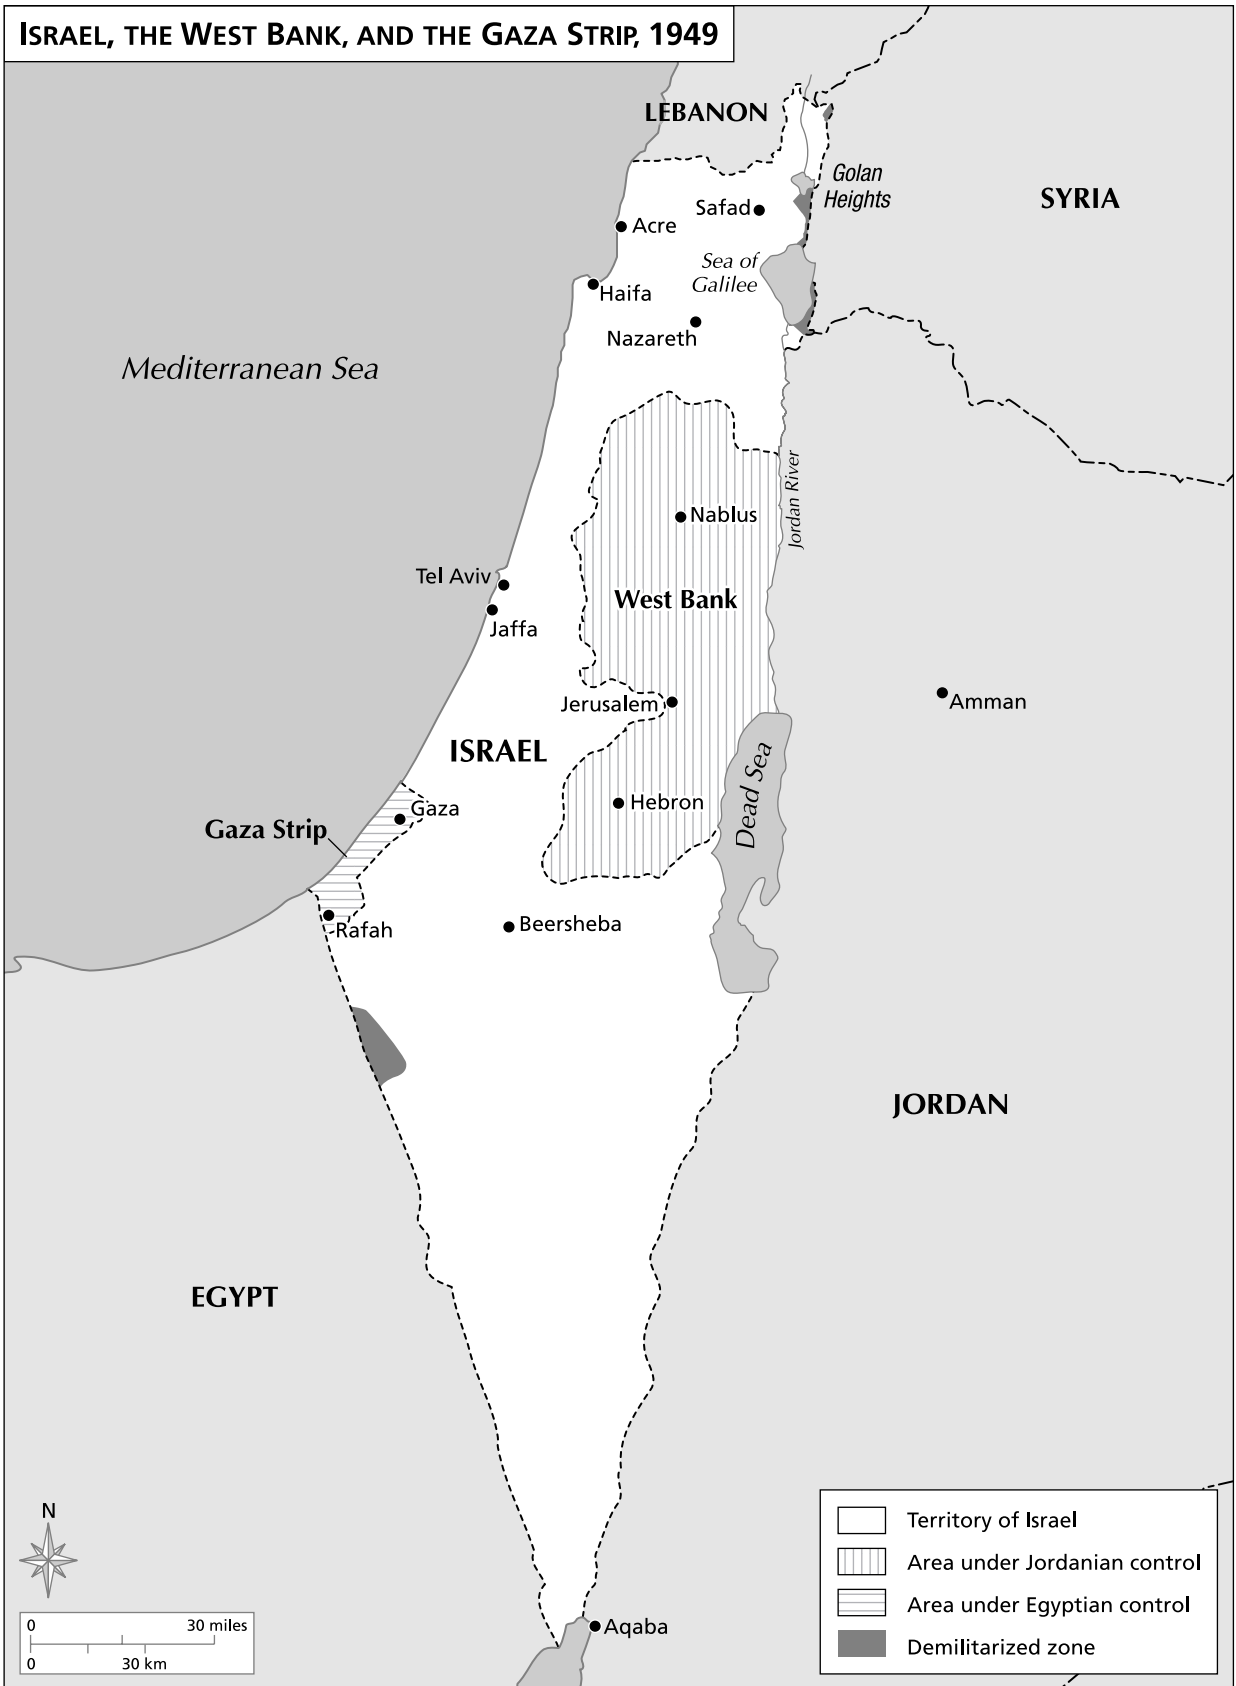 ISRAEL, THE WEST BANK, AND THE GAZA STRIP, 1949
LEBANON
Golan
Heights
SYRIA
Safad
Acre
Sea of
Galilee
Haifa
Nazareth
Mediterranean Sea
Jordan River
Nablus
Tel Aviv
West Bank
Jaffa
Jerusalem
Amman
ISRAEL
Dead Sea
Hebron
Gaza
Gaza Strip
Rafah
Beersheba
JORDAN
EGYPT
N
0 30 miles
0 30 km
Aqaba
Territory of Israel
Area under Jordanian control
Area under Egyptian control
Demilitarized zone